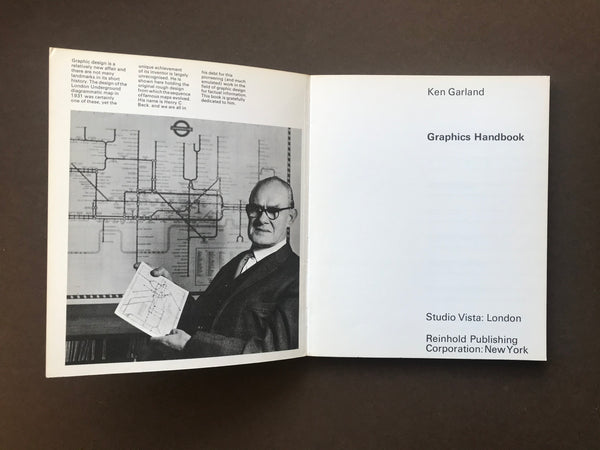 Graphic design is a
relatively new affair and
there are not many
landmarks in its short
history. The design of the
London Underground
diagrammatic map in
1931 was certainly
one of these, yet the
unique achievement
of its inventor is largely
unrecognised. He is
shown here holding the
original rough design
from which the sequence
of famous maps evolved.
His name is Henry C.
Beck. and we are all in
his debt for this
pioneering (and much
emulated) work in the
field of graphic design
for factual information.
This book is gratefully
dedicated to him.
Ken Garland
Graphics Handbook
Studio Vista: London
Reinhold Publishing
Corporation: New York